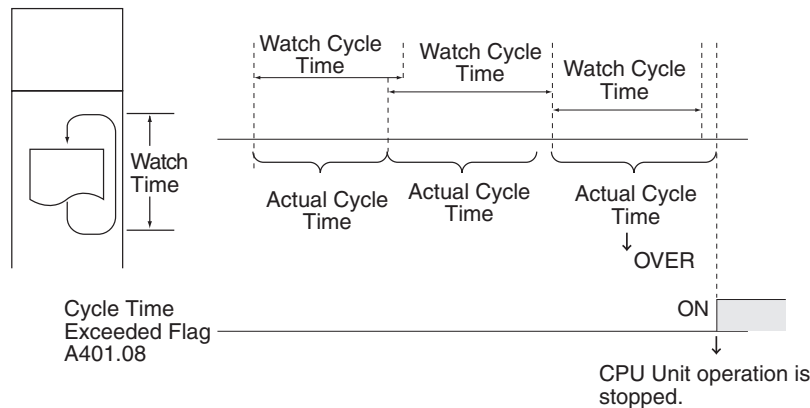 Watch Cycle
Time
Watch Cycle
Time
Watch Cycle
Time
Watch
Time
Actual Cycle
Time
Actual Cycle
Time
Actual Cycle
Time
OVER
Cycle Time
Exceeded Flag
A401.08
ON
CPU Unit operation is
stopped.